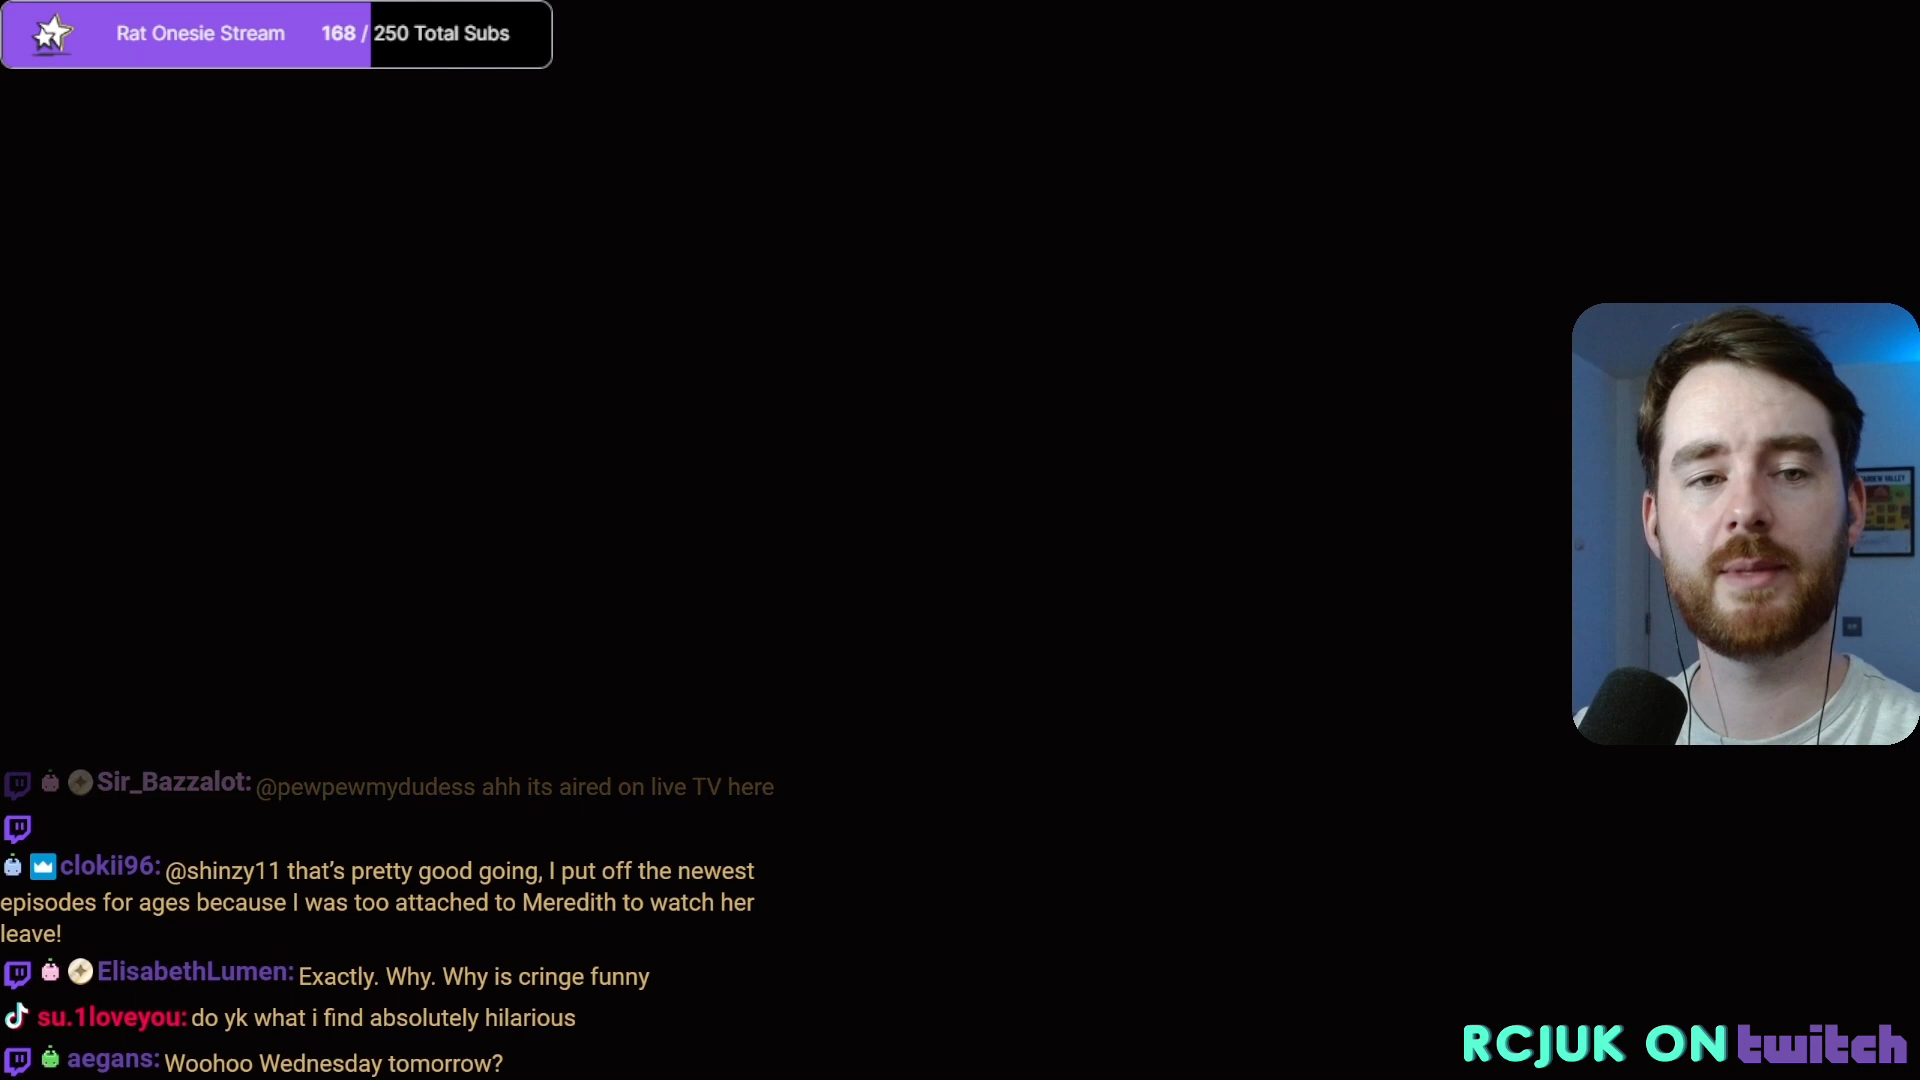 Rat Onesie Stream 168 / 250 Total Subs
Sir_Bazzalot: @pewpewmydudess ahh its aired on live TV here
clokii96: @shinzy11 that’s pretty good going, I put off the newest
episodes for ages because I was too attached to Meredith to watch her
leave!
ElisabethLumen: Exactly. Why. Why is cringe funny
su.1loveyou: do yk what i find absolutely hilarious
aegans: Woohoo Wednesday tomorrow?
RCJUK ON twitch